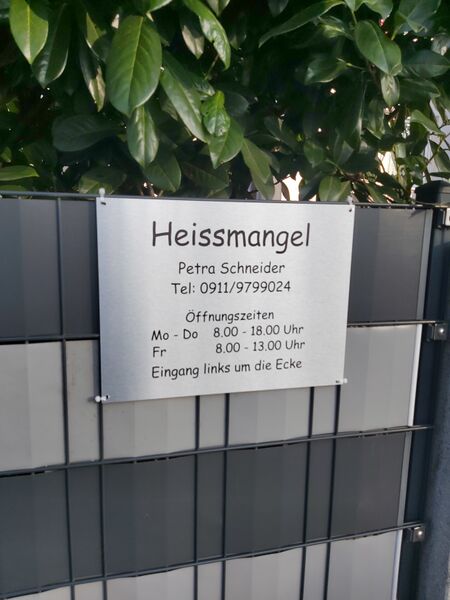 Heissmangel
Petra Schneider
Tel: 0911/9799024
Öffnungszeiten
Mo - Do 8.00 - 18.00 Uhr
Fr 8.00 - 13.00 Uhr
Eingang links um die Ecke